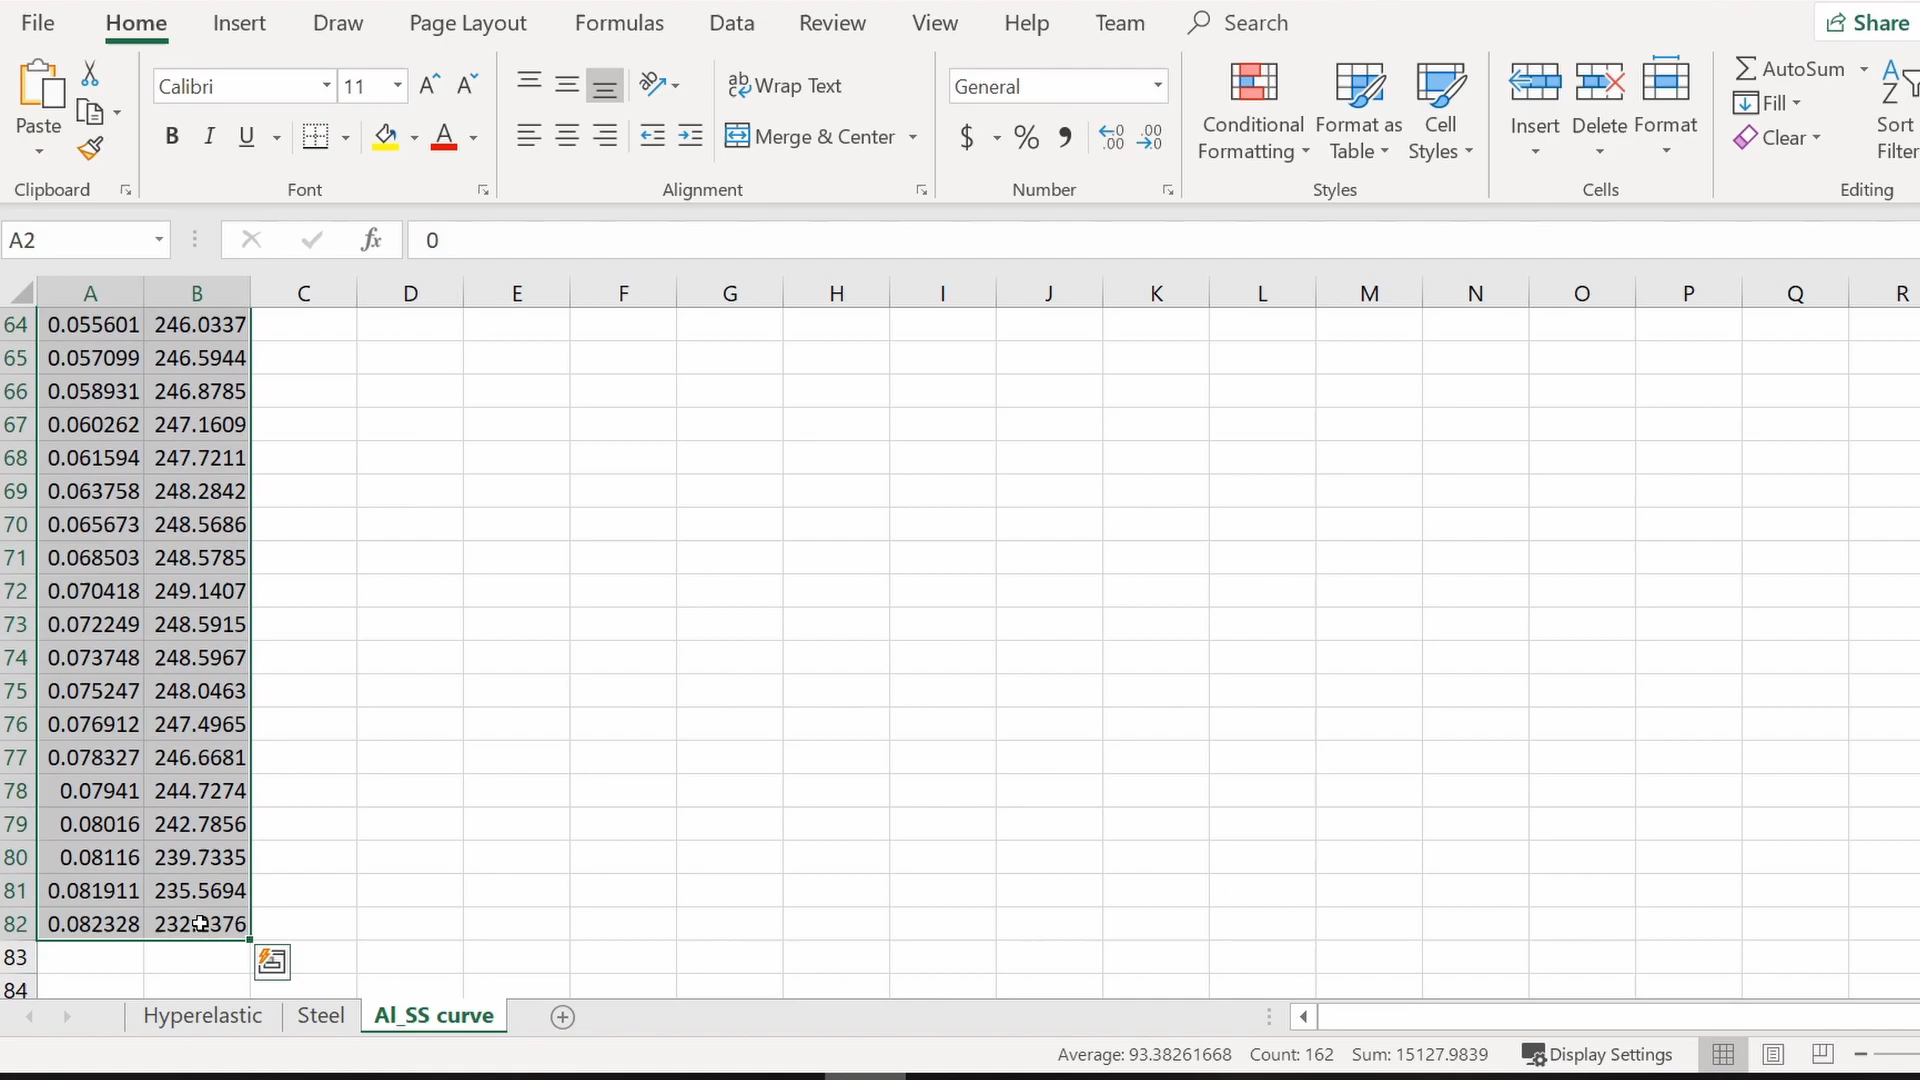 File Home Insert Draw Page Layout Formulas Data Review View Help Team Search Share
Paste
Clipboard
Calibri 11
B I U A
Font
Wrap Text
Merge & Center
Alignment
General
$ % 9
Number
Conditional Formatting
Format as Table
Cell Styles
Styles
Insert Delete Format
Cells
AutoSum
Fill
Clear
Sort
Filter
Editing
A2 fx 0
A B C D E F G H I J K L M N O P Q R
64 0.055601 246.0337
65 0.057099 246.5944
66 0.058931 246.8785
67 0.060262 247.1609
68 0.061594 247.7211
69 0.063758 248.2842
70 0.065673 248.5686
71 0.068503 248.5785
72 0.070418 249.1407
73 0.072249 248.5915
74 0.073748 248.5967
75 0.075247 248.0463
76 0.076912 247.4965
77 0.078327 246.6681
78 0.07941 244.7274
79 0.08016 242.7856
80 0.08116 239.7335
81 0.081911 235.5694
82 0.082328
83
84
Hyperelastic Steel Al_SS curve
Average: 93.38261668 Count: 162 Sum: 15127.9839 Display Settings